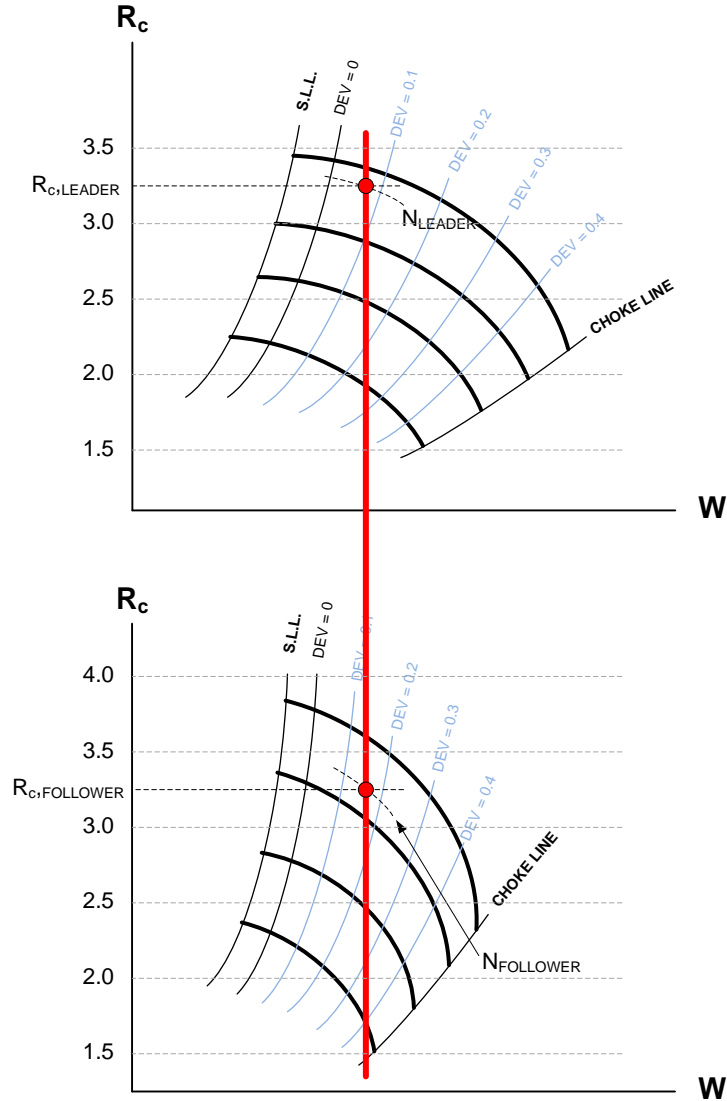 Rc
S.L.L.
DEV = 0
DEV = 0.1
DEV = 0.2
DEV = 0.3
DEV = 0.4
3.5
Rc,LEADER
3.0
NLEADER
2.5
CHOKE LINE
2.0
1.5
W
Rc
S.L.L.
DEV = 0
DEV = 0.1
DEV = 0.2
DEV = 0.3
DEV = 0.4
4.0
3.5
Rc,FOLLOWER
3.0
CHOKE LINE
2.5
NFOLLOWER
2.0
1.5
W